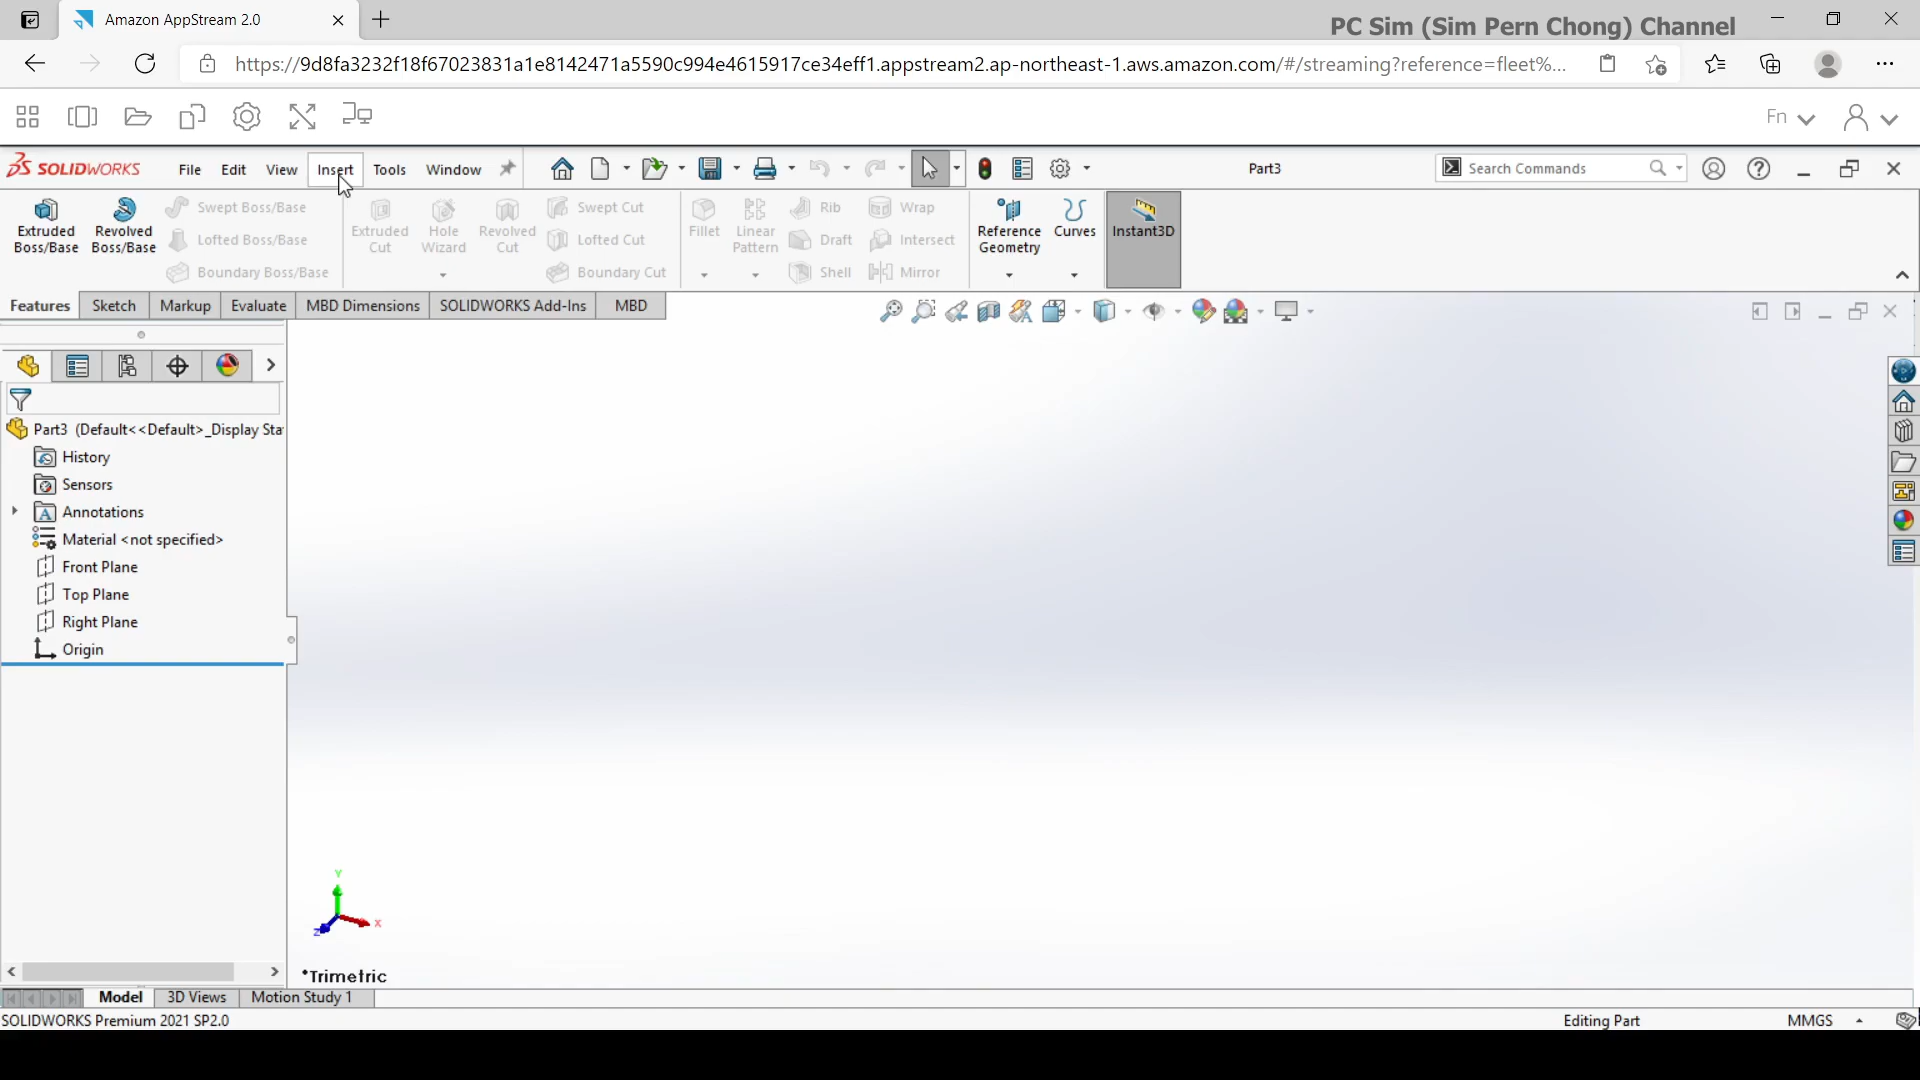 Amazon AppStream 2.0
PC Sim (Sim Pern Chong) Channel
https://9d8fa3232f18f67023831a1e8142471a5590c994e4615917ce34eff1.appstream2.ap-northeast-1.aws.amazon.com/#/streaming?reference=fleet%...
Fn
SOLIDWORKS File Edit View Insert Tools Window Part3 Search Commands
Extruded Boss/Base
Revolved Boss/Base
Swept Boss/Base
Lofted Boss/Base
Boundary Boss/Base
Extruded Cut
Hole Wizard
Revolved Cut
Swept Cut
Lofted Cut
Boundary Cut
Fillet
Linear Pattern
Rib
Draft
Shell
Wrap
Intersect
Mirror
Reference Geometry
Curves
Instant3D
Features Sketch Markup Evaluate MBD Dimensions SOLIDWORKS Add-Ins MBD
Part3 (Default<<Default>_Display Sta
History
Sensors
A Annotations
Material <not specified>
Front Plane
Top Plane
Right Plane
Origin
Y
X
Z
*Trimetric
Model 3D Views Motion Study 1
SOLIDWORKS Premium 2021 SP2.0 Editing Part MMGS